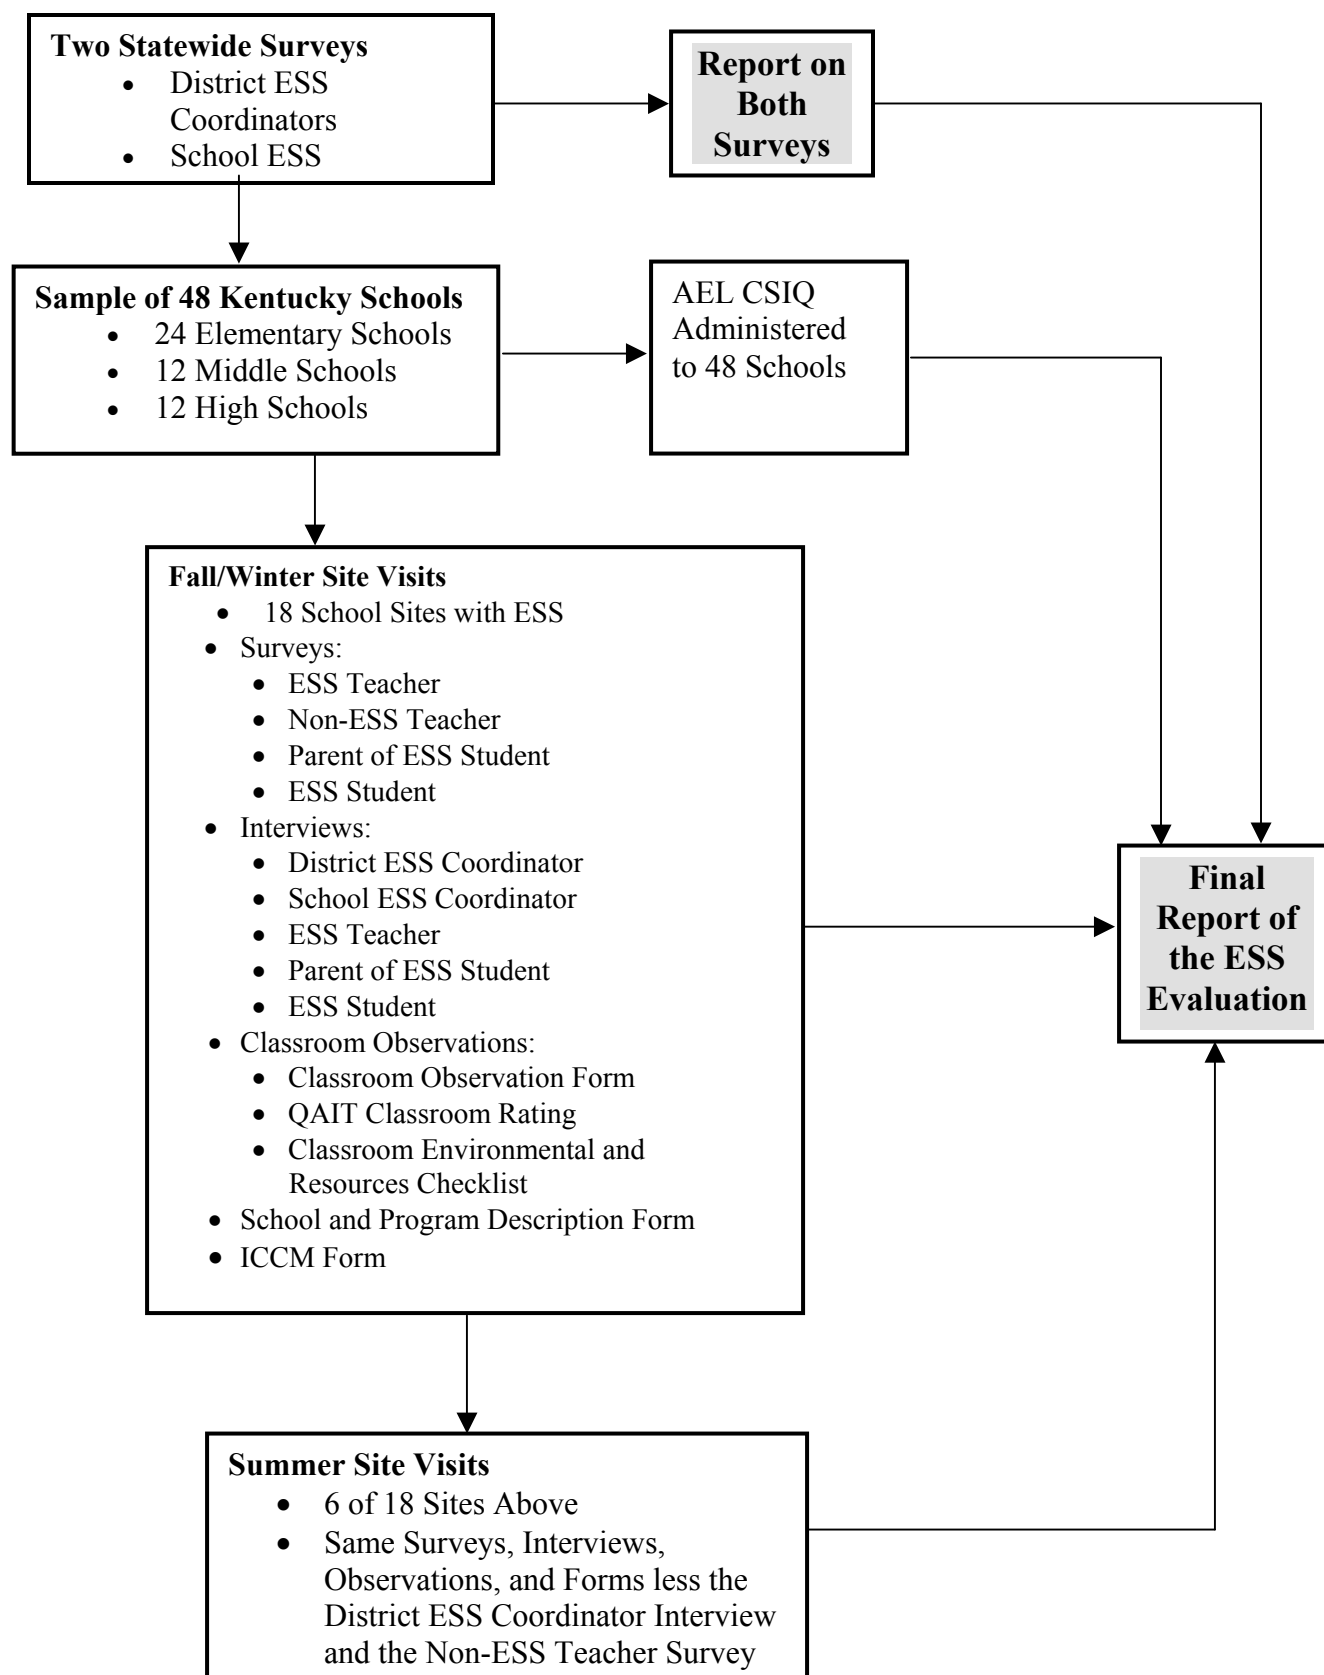 Two Statewide Surveys
• District ESS
Coordinators
• School ESS
Report on
Both
Surveys
Sample of 48 Kentucky Schools
• 24 Elementary Schools
• 12 Middle Schools
• 12 High Schools
AEL CSIQ
Administered
to 48 Schools
Fall/Winter Site Visits
• 18 School Sites with ESS
• Surveys:
• ESS Teacher
• Non-ESS Teacher
• Parent of ESS Student
• ESS Student
• Interviews:
• District ESS Coordinator
• School ESS Coordinator
• ESS Teacher
• Parent of ESS Student
• ESS Student
• Classroom Observations:
• Classroom Observation Form
• QAIT Classroom Rating
• Classroom Environmental and
Resources Checklist
• School and Program Description Form
• ICCM Form
Final
Report of
the ESS
Evaluation
Summer Site Visits
• 6 of 18 Sites Above
• Same Surveys, Interviews,
Observations, and Forms less the
District ESS Coordinator Interview
and the Non-ESS Teacher Survey